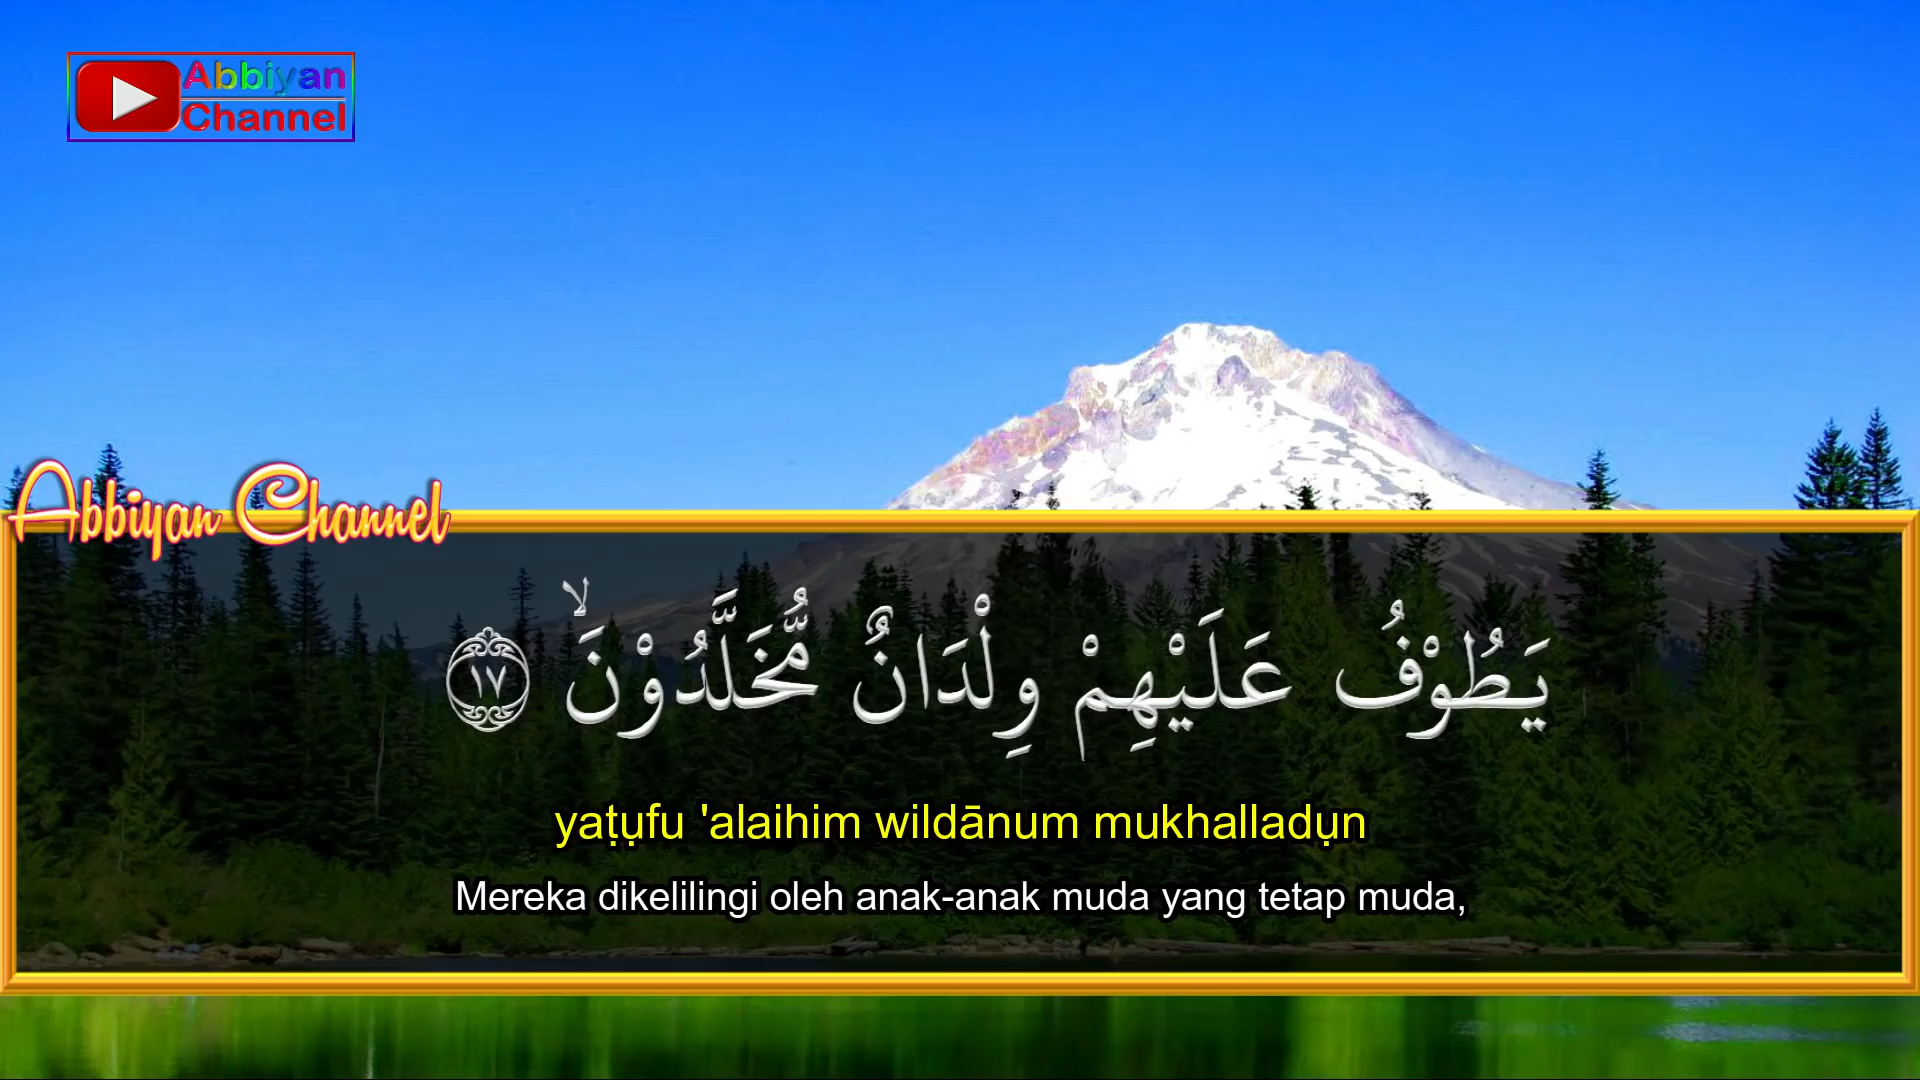 Abbiyan
Channel
Abbiyan Channel
يَطُوْفُ عَلَيْهِمْ وِلْدَانٌ مُّخَلَّدُوْنَۙ ١٧
yaṭụfu 'alaihim wildānum mukhalladụn
Mereka dikelilingi oleh anak-anak muda yang tetap muda,